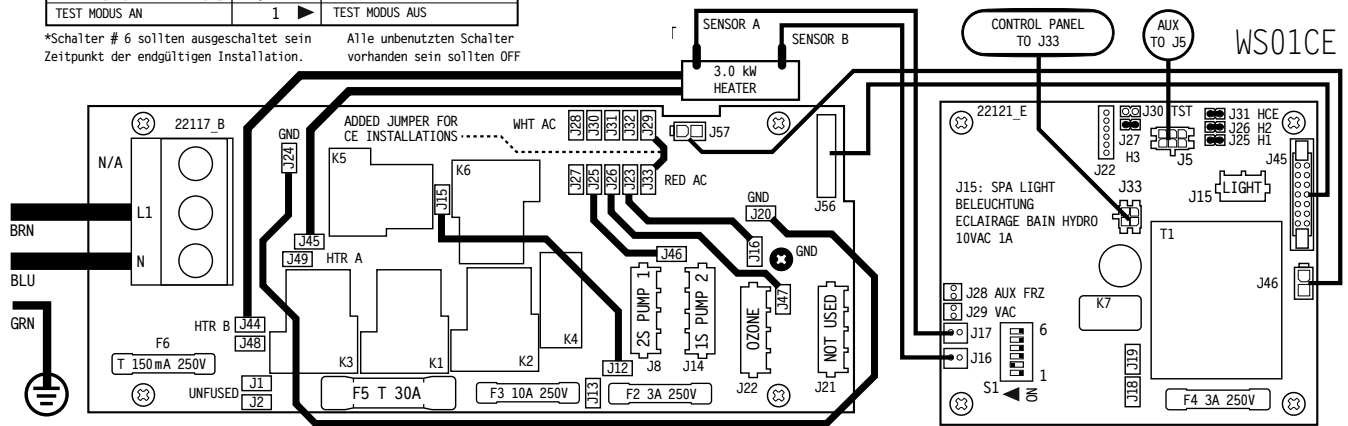 TEST MODUS AN 1 ▶ TEST MODUS AUS
*Schalter # 6 sollten ausgeschaltet sein
Zeitpunkt der endgültigen Installation.
Alle unbenutzten Schalter
vorhanden sein sollten OFF
T
SENSOR A
SENSOR B
3.0 kW
HEATER
CONTROL PANEL
TO J33
AUX
TO J5
WS01CE
22117_B
N/A
L1
N
BRN
BLU
GRN
GND
J24
ADDED JUMPER FOR
CE INSTALLATIONS
WHT AC
J28
J30
J31
J32
J29
J57
K5
K6
J15
J27
J25
J26
J23
J33
RED AC
J56
GND
J20
J16
GND
J45
J49
HTR A
J46
J47
HTR B
J44
J48
K3
K1
K2
K4
2S PUMP 1
J8
1S PUMP 2
J14
OZONE
J22
NOT USED
J21
F6
T 150mA 250V
UNFUSED
J1
J2
F5 T 30A
F3 10A 250V
J12
J13
F2 3A 250V
22121_E
J30 TST
J27
H3
J22
J5
J31 HCE
J26 H2
J25 H1
J45
J15
LIGHT
J33
J15: SPA LIGHT
BELEUCHTUNG
ECLAIRAGE BAIN HYDRO
10VAC 1A
T1
J46
K7
J28 AUX FRZ
J29 VAC
J17
J16
6
1
S1
ON
J19
J18
F4 3A 250V